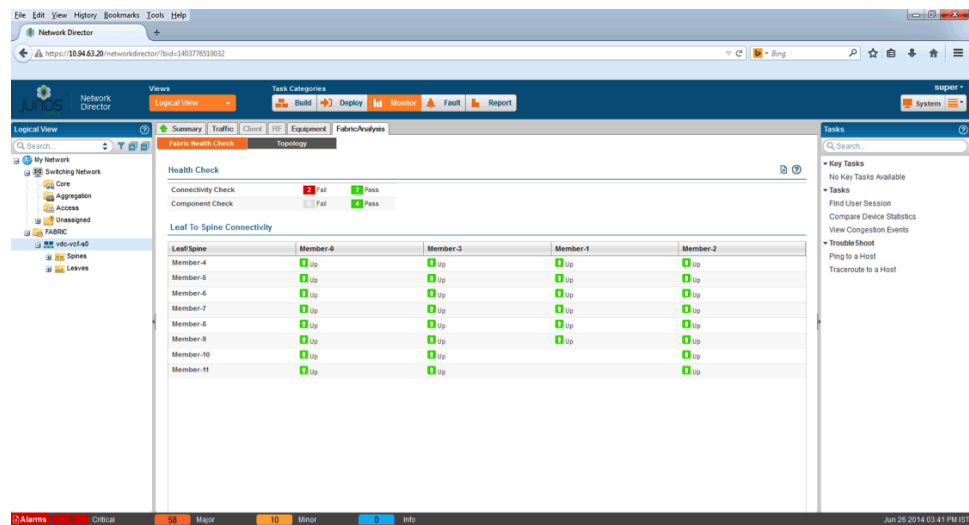 File Edit View History Bookmarks Tools Help
Network Director
https://10.94.63.20/networkdirector/?bid=1403776510032
Bing
JUNOS
Network Director
Views
Logical View
Task Categories
Build Deploy Monitor Fault Report
super
System
Logical View
Search...
My Network
Switching Network
Core
Aggregation
Access
Unassigned
FABRIC
vdc-vcf-s0
Spines
Leaves
Summary Traffic Client RF Equipment FabricAnalysis
Fabric Health Check Topology
Health Check
Connectivity Check 2 Fail 2 Pass
Component Check Fail 4 Pass
Leaf To Spine Connectivity
Leaf/Spine Member-0 Member-3 Member-1 Member-2
Member-4 Up Up Up Up
Member-5 Up Up Up Up
Member-6 Up Up Up Up
Member-7 Up Up Up Up
Member-8 Up Up Up Up
Member-9 Up Up Up Up
Member-10 Up Up Up
Member-11 Up Up Up
Tasks
Search...
Key Tasks
No Key Tasks Available
Tasks
Find User Session
Compare Device Statistics
View Congestion Events
TroubleShoot
Ping to a Host
Traceroute to a Host
Alarms Critical 58 Major 10 Minor 0 Info
Jun 26 2014 03:41 PM IST